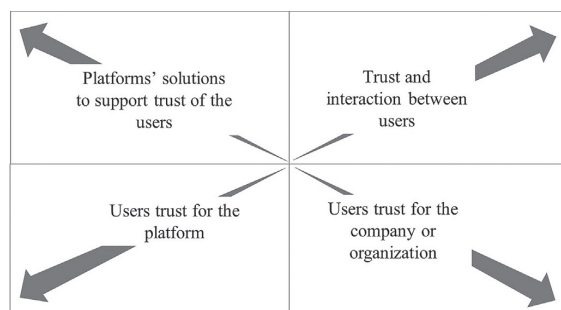 Platforms' solutions
to support trust of the
users
Trust and
interaction between
users
Users trust for the
platform
Users trust for the
company or
organization